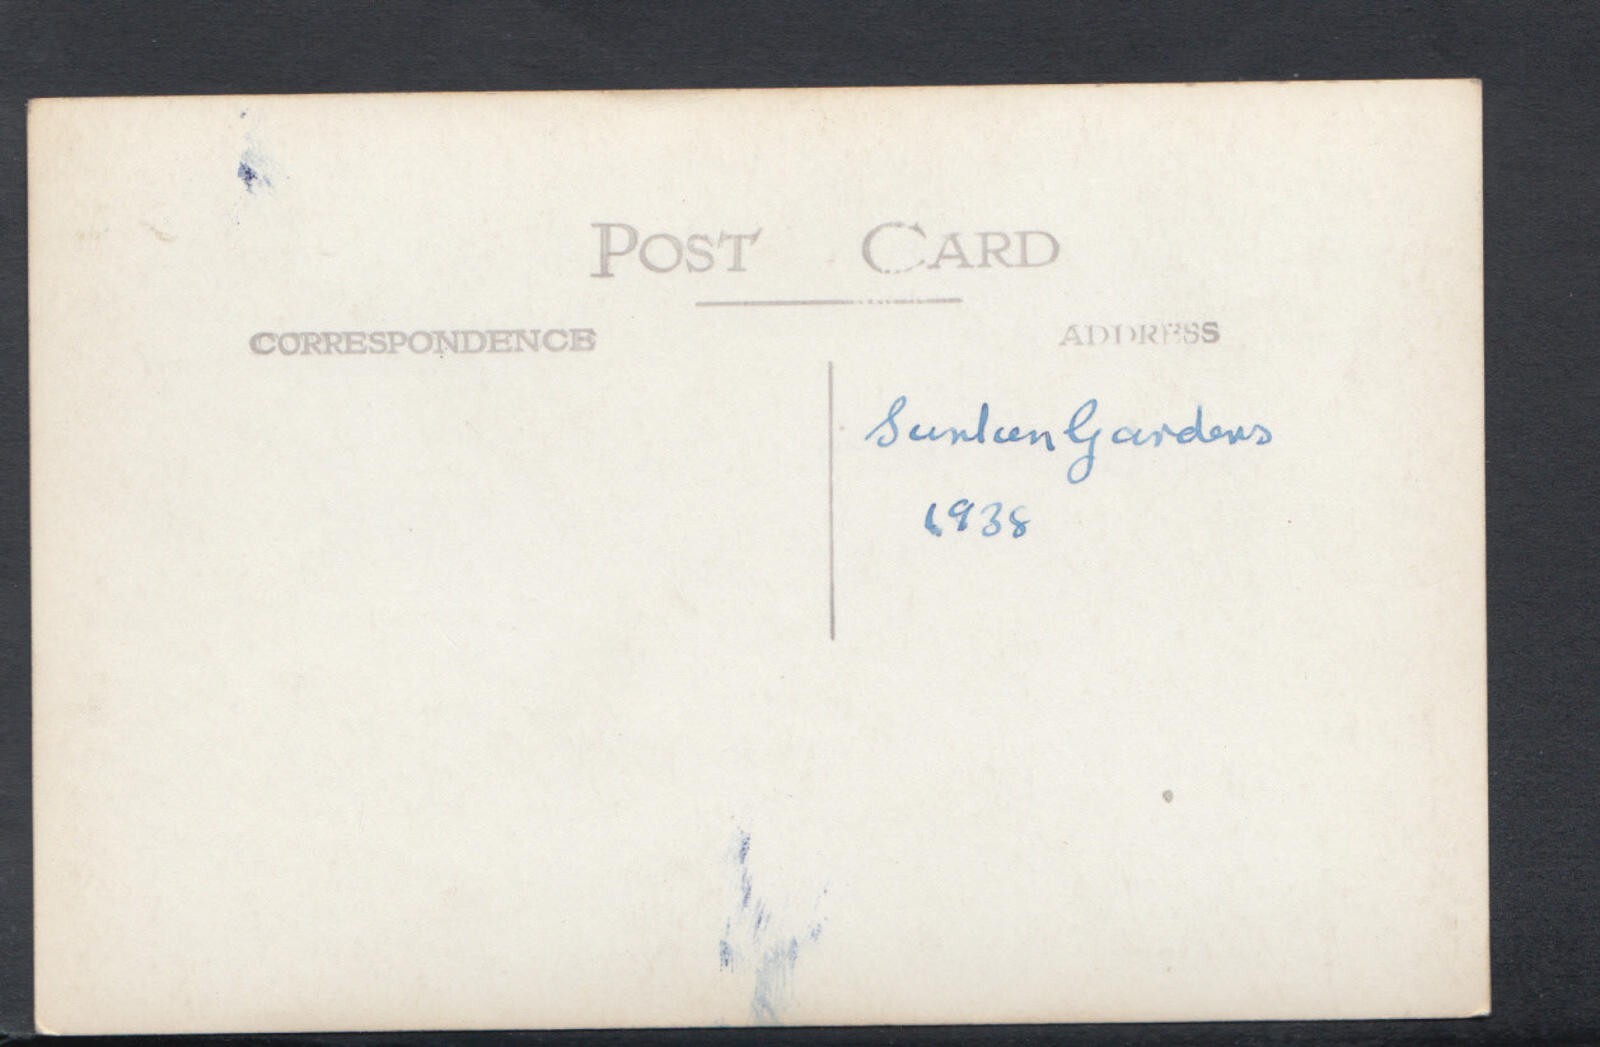 POST CARD
CORRESPONDENCE
ADDRESS
Sunken Gardens
1938